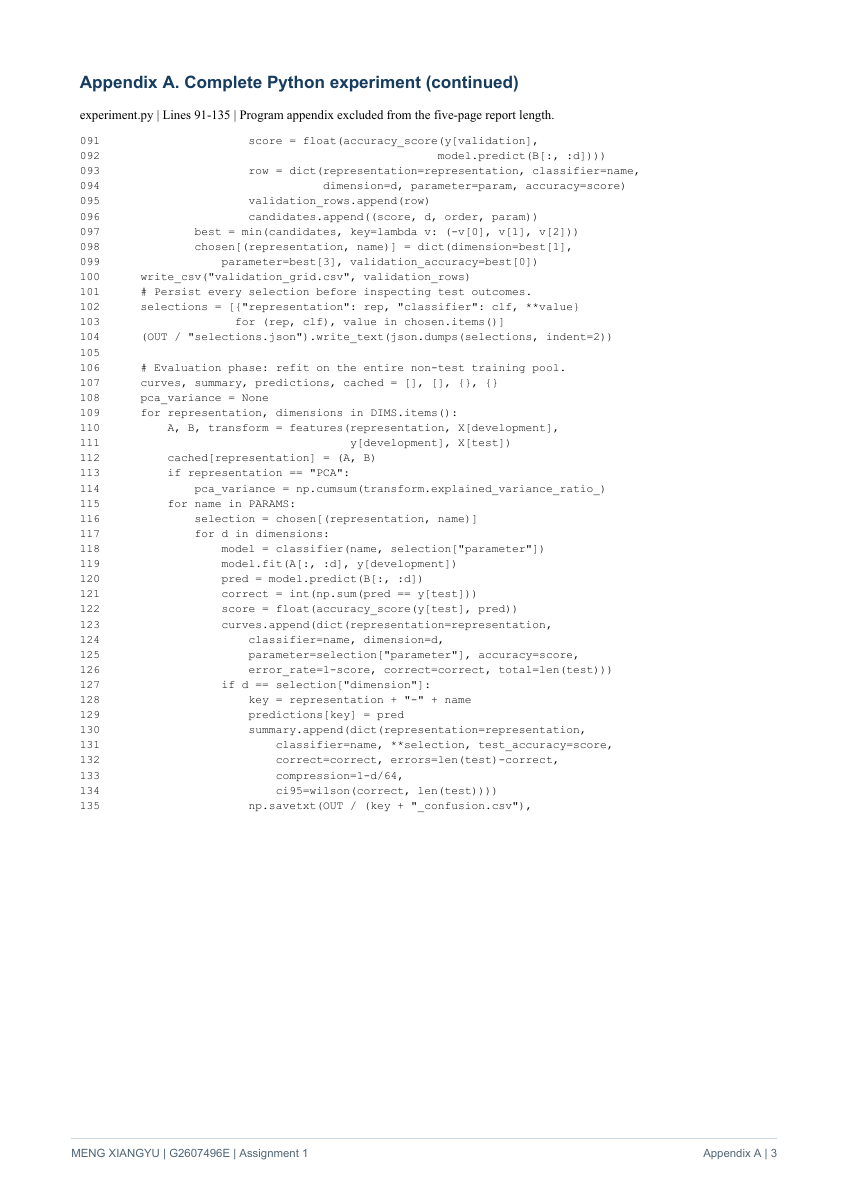 Appendix A. Complete Python experiment (continued)
experiment.py | Lines 91-135 | Program appendix excluded from the five-page report length.
091                      score = float(accuracy_score(y[validation],
092                                                  model.predict(B[:, :d])))
093                      row = dict(representation=representation, classifier=name,
094                                 dimension=d, parameter=param, accuracy=score)
095                      validation_rows.append(row)
096                      candidates.append((score, d, order, param))
097              best = min(candidates, key=lambda v: (-v[0], v[1], v[2]))
098              chosen[(representation, name)] = dict(dimension=best[1],
099                  parameter=best[3], validation_accuracy=best[0])
100      write_csv("validation_grid.csv", validation_rows)
101      # Persist every selection before inspecting test outcomes.
102      selections = [{"representation": rep, "classifier": clf, **value}
103                    for (rep, clf), value in chosen.items()]
104      (OUT / "selections.json").write_text(json.dumps(selections, indent=2))
105
106      # Evaluation phase: refit on the entire non-test training pool.
107      curves, summary, predictions, cached = [], [], {}, {}
108      pca_variance = None
109      for representation, dimensions in DIMS.items():
110          A, B, transform = features(representation, X[development],
111                                     y[development], X[test])
112          cached[representation] = (A, B)
113          if representation == "PCA":
114              pca_variance = np.cumsum(transform.explained_variance_ratio_)
115          for name in PARAMS:
116              selection = chosen[(representation, name)]
117              for d in dimensions:
118                  model = classifier(name, selection["parameter"])
119                  model.fit(A[:, :d], y[development])
120                  pred = model.predict(B[:, :d])
121                  correct = int(np.sum(pred == y[test]))
122                  score = float(accuracy_score(y[test], pred))
123                  curves.append(dict(representation=representation,
124                      classifier=name, dimension=d,
125                      parameter=selection["parameter"], accuracy=score,
126                      error_rate=1-score, correct=correct, total=len(test)))
127                  if d == selection["dimension"]:
128                      key = representation + "-" + name
129                      predictions[key] = pred
130                      summary.append(dict(representation=representation,
131                          classifier=name, **selection, test_accuracy=score,
132                          correct=correct, errors=len(test)-correct,
133                          compression=1-d/64,
134                          ci95=wilson(correct, len(test))))
135                      np.savetxt(OUT / (key + "_confusion.csv"),
MENG XIANGYU | G2607496E | Assignment 1
Appendix A | 3